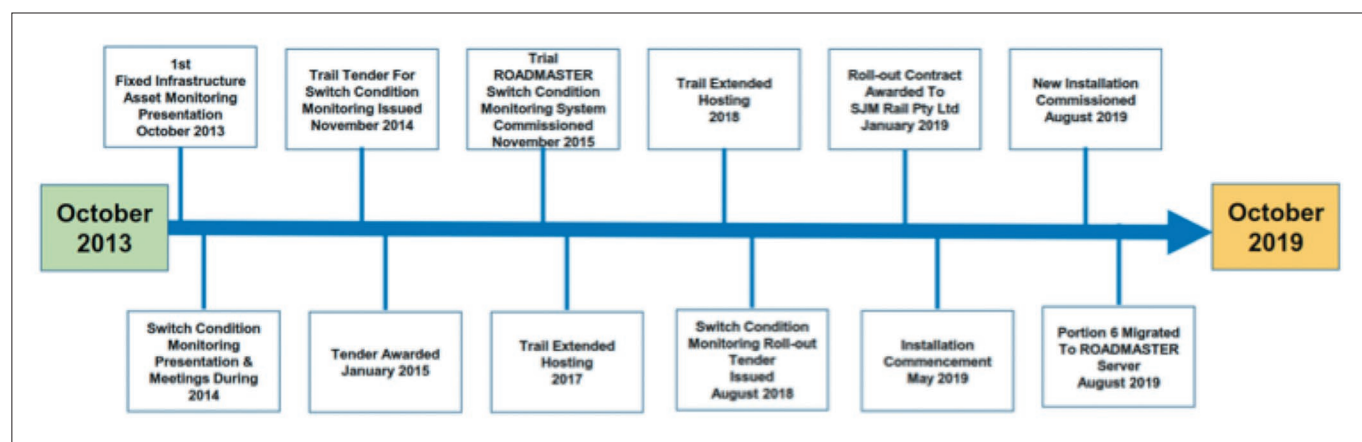 1st
Fixed Infrastructure
Asset Monitoring
Presentation
October 2013
Trail Tender For
Switch Condition
Monitoring Issued
November 2014
Trial
ROADMASTER
Switch Condition
Monitoring System
Commissioned
November 2015
Trail Extended
Hosting
2018
Roll-out Contract
Awarded To
SJM Rail Pty Ltd
January 2019
New Installation
Commissioned
August 2019
October
2013
October
2019
Switch Condition
Monitoring
Presentation &
Meetings During
2014
Tender Awarded
January 2015
Trail Extended
Hosting
2017
Switch Condition
Monitoring Roll-out
Tender
Issued
August 2018
Installation
Commencement
May 2019
Portion 6 Migrated
To ROADMASTER
Server
August 2019